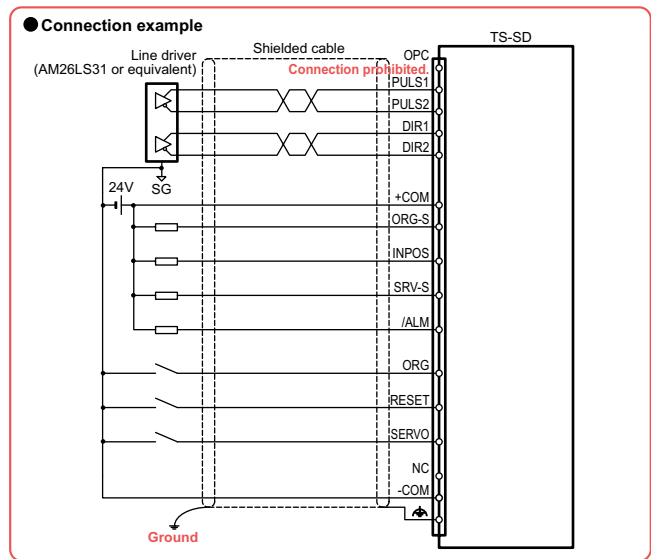 ●Connection example
TS-SD
Line driver
(AM26LS31 or equivalent)
Shielded cable
OPC
Connection prohibited.
PULS1
PULS2
DIR1
DIR2
SG
24V
+COM
ORG-S
INPOS
SRV-S
/ALM
ORG
RESET
SERVO
NC
-COM
Ground